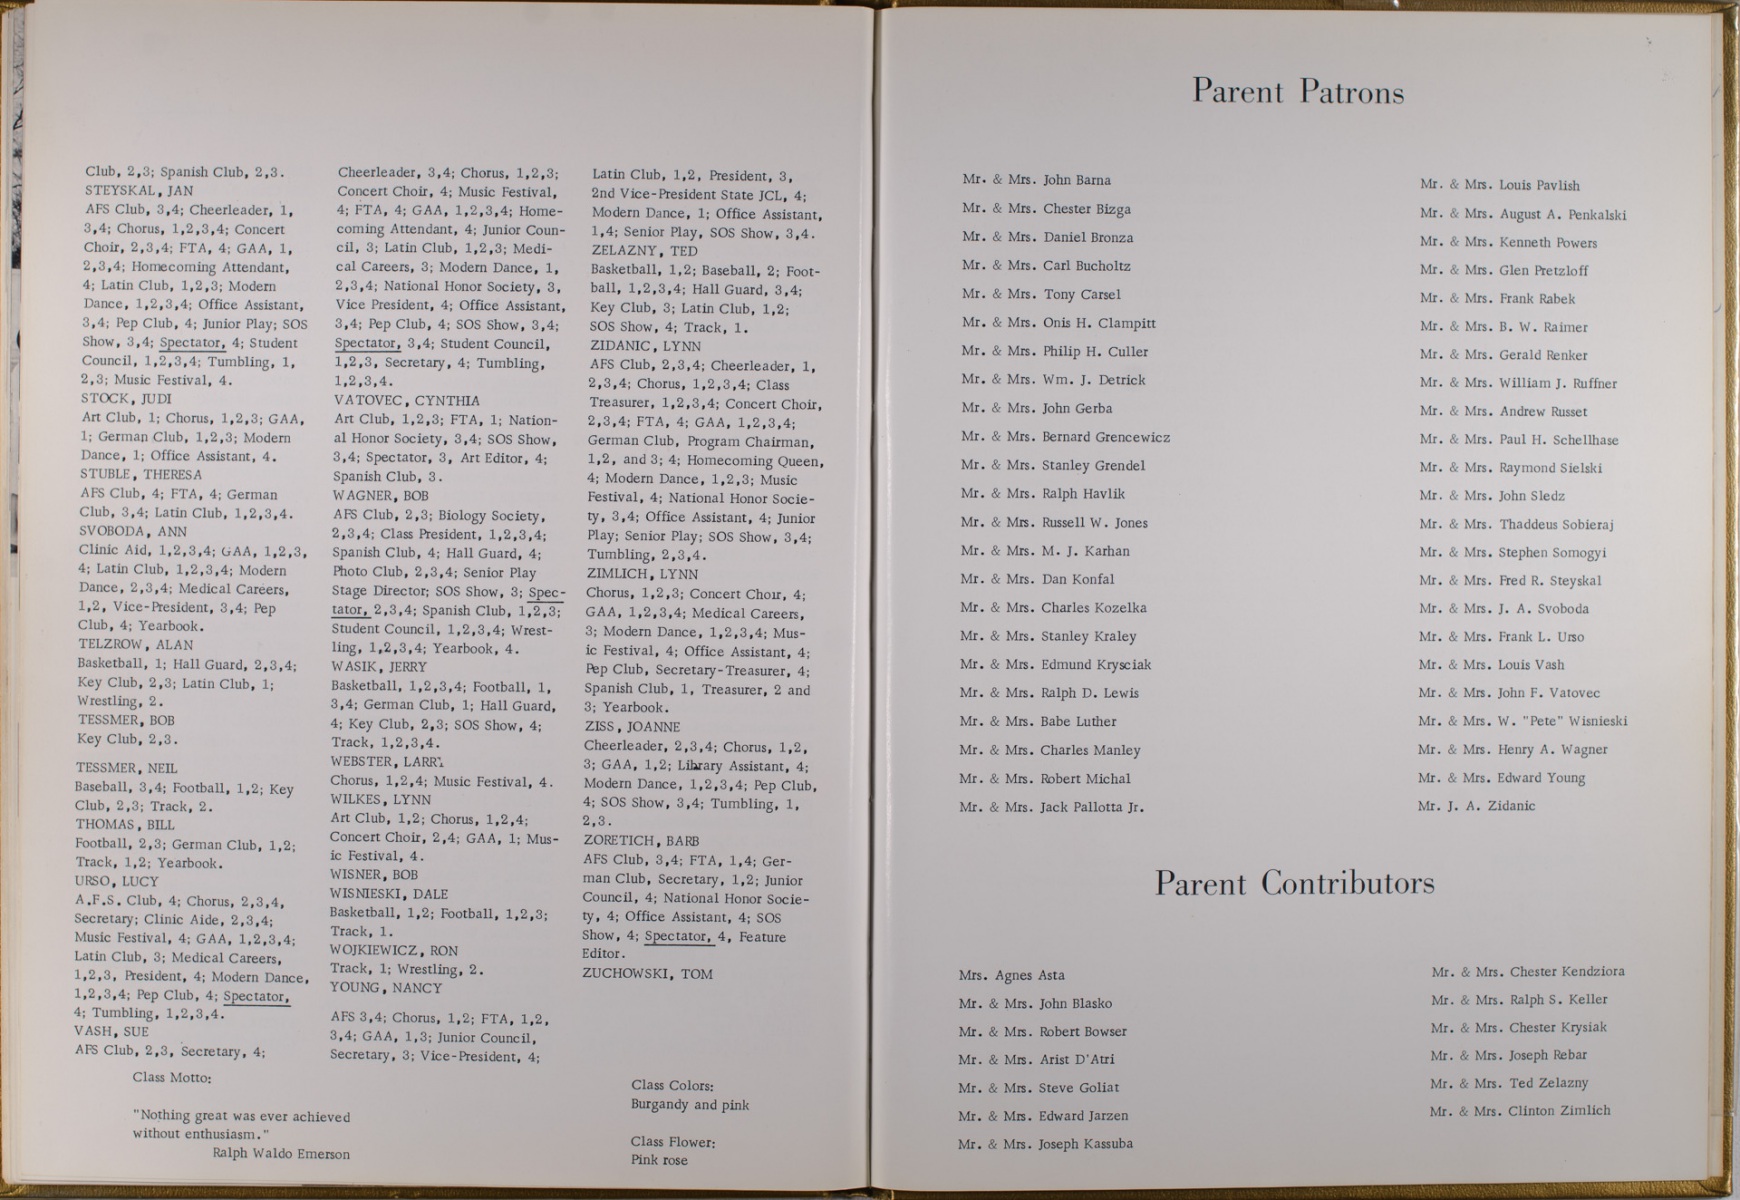 Club, 2,3; Spanish Club, 2,3.
STEYSKAL, JAN
AFS Club, 3,4; Cheerleader, 1,
3,4; Chorus, 1,2,3,4; Concert
Choir, 2,3,4; FTA, 4; GAA, 1,
2,3,4; Homecoming Attendant,
4; Latin Club, 1,2,3; Modern
Dance, 1,2,3,4; Office Assistant,
3,4; Pep Club, 4; Junior Play; SOS
Show, 3,4; Spectator, 4; Student
Council, 1,2,3,4; Tumbling, 1,
2,3; Music Festival, 4.
STOCK, JUDI
Art Club, 1; Chorus, 1,2,3; GAA,
1; German Club, 1,2,3; Modern
Dance, 1; Office Assistant, 4.
STUBLE, THERESA
AFS Club, 4; FTA, 4; German
Club, 3,4; Latin Club, 1,2,3,4.
SVOBODA, ANN
Clinic Aid, 1,2,3,4; GAA, 1,2,3,
4; Latin Club, 1,2,3,4; Modern
Dance, 2,3,4; Medical Careers,
1,2, Vice-President, 3,4; Pep
Club, 4; Yearbook.
TELZROW, ALAN
Basketball, 1; Hall Guard, 2,3,4;
Key Club, 2,3; Latin Club, 1;
Wrestling, 2.
TESSMER, BOB
Key Club, 2,3.
TESSMER, NEIL
Baseball, 3,4; Football, 1,2; Key
Club, 2,3; Track, 2.
THOMAS, BILL
Football, 2,3; German Club, 1,2;
Track, 1,2; Yearbook.
URSO, LUCY
A.F.S. Club, 4; Chorus, 2,3,4,
Secretary; Clinic Aide, 2,3,4;
Music Festival, 4; GAA, 1,2,3,4;
Latin Club, 3; Medical Careers,
1,2,3, President, 4; Modern Dance,
1,2,3,4; Pep Club, 4; Spectator,
4; Tumbling, 1,2,3,4.
VASH, SUE
AFS Club, 2,3, Secretary, 4;
Cheerleader, 3,4; Chorus, 1,2,3;
Concert Choir, 4; Music Festival,
4; FTA, 4; GAA, 1,2,3,4; Home-
coming Attendant, 4; Junior Coun-
cil, 3; Latin Club, 1,2,3; Medi-
cal Careers, 3; Modern Dance, 1,
2,3,4; National Honor Society, 3,
Vice President, 4; Office Assistant,
3,4; Pep Club, 4; SOS Show, 3,4;
Spectator, 3,4; Student Council,
1,2,3, Secretary, 4; Tumbling,
1,2,3,4.
VATOVEC, CYNTHIA
Art Club, 1,2,3; FTA, 1; Nation-
al Honor Society, 3,4; SOS Show,
3,4; Spectator, 3, Art Editor, 4;
Spanish Club, 3.
WAGNER, BOB
AFS Club, 2,3; Biology Society,
2,3,4; Class President, 1,2,3,4;
Spanish Club, 4; Hall Guard, 4;
Photo Club, 2,3,4; Senior Play
Stage Director; SOS Show, 3; Spec-
tator, 2,3,4; Spanish Club, 1,2,3;
Student Council, 1,2,3,4; Wrest-
ling, 1,2,3,4; Yearbook, 4.
WASIK, JERRY
Basketball, 1,2,3,4; Football, 1,
3,4; German Club, 1; Hall Guard,
4; Key Club, 2,3; SOS Show, 4;
Track, 1,2,3,4.
WEBSTER, LARRY
Chorus, 1,2,4; Music Festival, 4.
WILKES, LYNN
Art Club, 1,2; Chorus, 1,2,4;
Concert Choir, 2,4; GAA, 1; Mus-
ic Festival, 4.
WISNER, BOB
WISNIESKI, DALE
Basketball, 1,2; Football, 1,2,3;
Track, 1.
WOJKIEWICZ, RON
Track, 1; Wrestling, 2.
YOUNG, NANCY
AFS 3,4; Chorus, 1,2; FTA, 1,2,
3,4; GAA, 1,3; Junior Council,
Secretary, 3; Vice-President, 4;
Latin Club, 1,2, President, 3,
2nd Vice-President State JCL, 4;
Modern Dance, 1; Office Assistant,
1,4; Senior Play, SOS Show, 3,4.
ZELAZNY, TED
Basketball, 1,2; Baseball, 2; Foot-
ball, 1,2,3,4; Hall Guard, 3,4;
Key Club, 3; Latin Club, 1,2;
SOS Show, 4; Track, 1.
ZIDANIC, LYNN
AFS Club, 2,3,4; Cheerleader, 1,
2,3,4; Chorus, 1,2,3,4; Class
Treasurer, 1,2,3,4; Concert Choir,
2,3,4; FTA, 4; GAA, 1,2,3,4;
German Club, Program Chairman,
1,2, and 3; 4; Homecoming Queen,
4; Modern Dance, 1,2,3; Music
Festival, 4; National Honor Socie-
ty, 3,4; Office Assistant, 4; Junior
Play; Senior Play; SOS Show, 3,4;
Tumbling, 2,3,4.
ZIMLICH, LYNN
Chorus, 1,2,3; Concert Choir, 4;
GAA, 1,2,3,4; Medical Careers,
3; Modern Dance, 1,2,3,4; Mus-
ic Festival, 4; Office Assistant, 4;
Pep Club, Secretary-Treasurer, 4;
Spanish Club, 1, Treasurer, 2 and
3; Yearbook.
ZISS, JOANNE
Cheerleader, 2,3,4; Chorus, 1,2,
3; GAA, 1,2; Library Assistant, 4;
Modern Dance, 1,2,3,4; Pep Club,
4; SOS Show, 3,4; Tumbling, 1,
2,3.
ZORETICH, BARB
AFS Club, 3,4; FTA, 1,4; Ger-
man Club, Secretary, 1,2; Junior
Council, 4; National Honor Socie-
ty, 4; Office Assistant, 4; SOS
Show, 4; Spectator, 4, Feature
Editor.
ZUCHOWSKI, TOM
Class Motto:
"Nothing great was ever achieved
without enthusiasm."
Ralph Waldo Emerson
Class Colors:
Burgandy and pink
Class Flower:
Pink rose
Parent Patrons
Mr. & Mrs. John Barna
Mr. & Mrs. Chester Bizga
Mr. & Mrs. Daniel Bronza
Mr. & Mrs. Carl Bucholtz
Mr. & Mrs. Tony Carsel
Mr. & Mrs. Onis H. Clampitt
Mr. & Mrs. Philip H. Culler
Mr. & Mrs. Wm. J. Detrick
Mr. & Mrs. John Gerba
Mr. & Mrs. Bernard Grencewicz
Mr. & Mrs. Stanley Grendel
Mr. & Mrs. Ralph Havlik
Mr. & Mrs. Russell W. Jones
Mr. & Mrs. M. J. Karhan
Mr. & Mrs. Dan Konfal
Mr. & Mrs. Charles Kozelka
Mr. & Mrs. Stanley Kraley
Mr. & Mrs. Edmund Krysciak
Mr. & Mrs. Ralph D. Lewis
Mr. & Mrs. Babe Luther
Mr. & Mrs. Charles Manley
Mr. & Mrs. Robert Michal
Mr. & Mrs. Jack Pallotta Jr.
Mr. & Mrs. Louis Pavlish
Mr. & Mrs. August A. Penkalski
Mr. & Mrs. Kenneth Powers
Mr. & Mrs. Glen Pretzloff
Mr. & Mrs. Frank Rabek
Mr. & Mrs. B. W. Raimer
Mr. & Mrs. Gerald Renker
Mr. & Mrs. William J. Ruffner
Mr. & Mrs. Andrew Russet
Mr. & Mrs. Paul H. Schellhase
Mr. & Mrs. Raymond Sielski
Mr. & Mrs. John Sledz
Mr. & Mrs. Thaddeus Sobieraj
Mr. & Mrs. Stephen Somogyi
Mr. & Mrs. Fred R. Steyskal
Mr. & Mrs. J. A. Svoboda
Mr. & Mrs. Frank L. Urso
Mr. & Mrs. Louis Vash
Mr. & Mrs. John F. Vatovec
Mr. & Mrs. W. "Pete" Wisnieski
Mr. & Mrs. Henry A. Wagner
Mr. & Mrs. Edward Young
Mr. J. A. Zidanic
Parent Contributors
Mrs. Agnes Asta
Mr. & Mrs. John Blasko
Mr. & Mrs. Robert Bowser
Mr. & Mrs. Arist D'Atri
Mr. & Mrs. Steve Goliat
Mr. & Mrs. Edward Jarzen
Mr. & Mrs. Joseph Kassuba
Mr. & Mrs. Chester Kendziora
Mr. & Mrs. Ralph S. Keller
Mr. & Mrs. Chester Krysiak
Mr. & Mrs. Joseph Rebar
Mr. & Mrs. Ted Zelazny
Mr. & Mrs. Clinton Zimlich